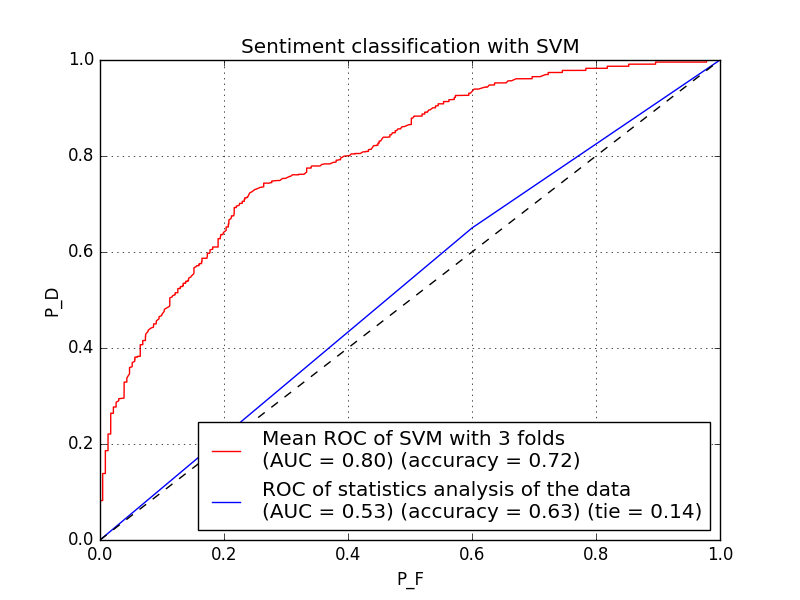 Sentiment classification with SVM
1.0
0.8
0.6
0.4
0.2
0.0
P_D
Mean ROC of SVM with 3 folds
(AUC = 0.80) (accuracy = 0.72)
ROC of statistics analysis of the data
(AUC = 0.53) (accuracy = 0.63) (tie = 0.14)
0.0 0.2 0.4 0.6 0.8 1.0
P_F